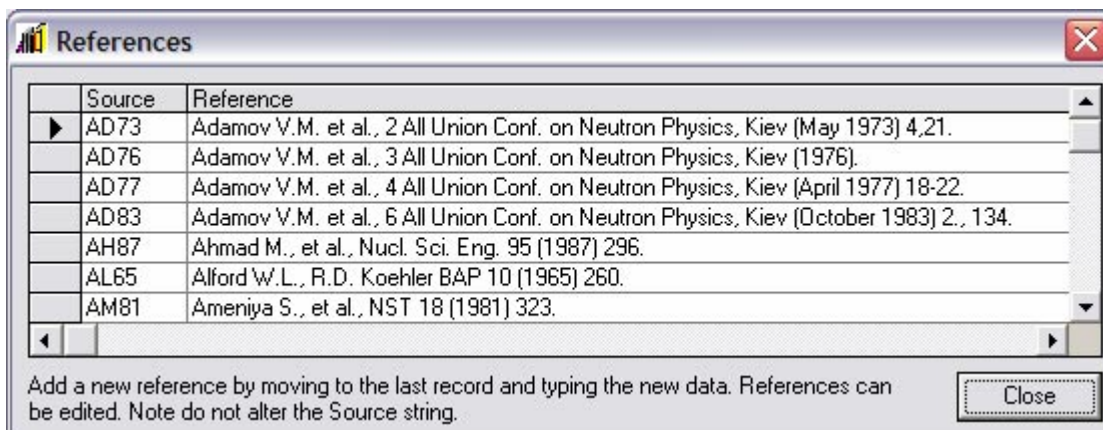 References
Source Reference
AD73 Adamov V.M. et al., 2 All Union Conf. on Neutron Physics, Kiev (May 1973) 4,21.
AD76 Adamov V.M. et al., 3 All Union Conf. on Neutron Physics, Kiev (1976).
AD77 Adamov V.M. et al., 4 All Union Conf. on Neutron Physics, Kiev (April 1977) 18-22.
AD83 Adamov V.M. et al., 6 All Union Conf. on Neutron Physics, Kiev (October 1983) 2., 134.
AH87 Ahmad M., et al., Nucl. Sci. Eng. 95 (1987) 296.
AL65 Alford W.L., R.D. Koehler BAP 10 (1965) 260.
AM81 Ameniya S., et al., NST 18 (1981) 323.
Add a new reference by moving to the last record and typing the new data. References can
be edited. Note do not alter the Source string.
Close